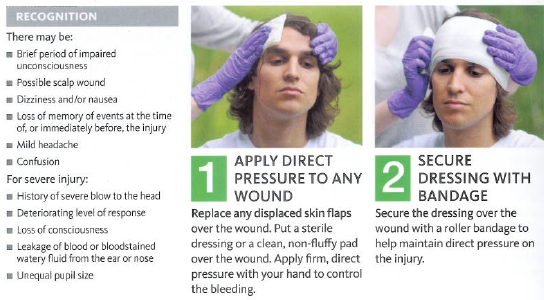 RECOGNITION
There may be:
Brief period of impaired
unconsciousness
Possible scalp wound
Dizziness and/or nausea
Loss of memory of events at the time
of, or immediately before, the injury
Mild headache
Confusion
For severe injury:
History of severe blow to the head
Deteriorating level of response
Loss of consciousness
Leakage of blood or bloodstained
watery fluid from the ear or nose
Unequal pupil size
1
APPLY DIRECT
PRESSURE TO ANY
WOUND
Replace any displaced skin flaps
over the wound. Put a sterile
dressing or a clean, non-fluffy pad
over the wound. Apply firm, direct
pressure with your hand to control
the bleeding.
2
SECURE
DRESSING WITH
BANDAGE
Secure the dressing over the
wound with a roller bandage to
help maintain direct pressure on
the injury.